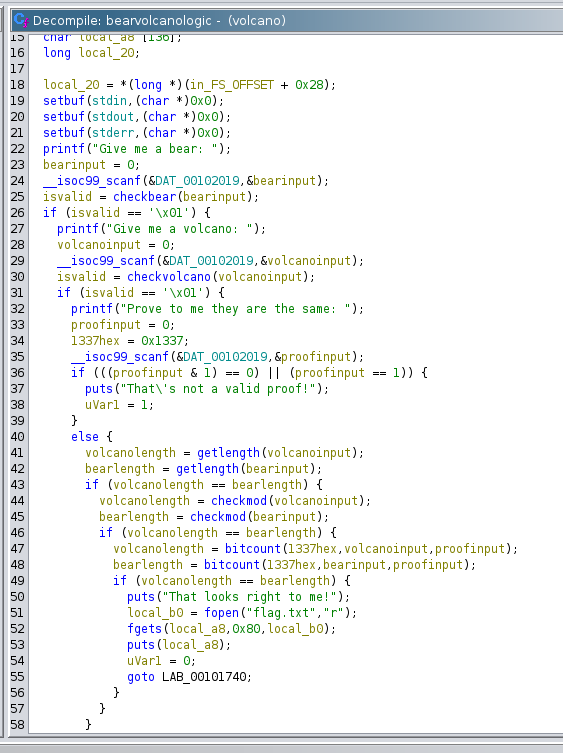 Decompile: bearvolcanologic - (volcano)
15 char local_a8 [136];
16 long local_20;
17
18 local_20 = *(long *)(in_FS_OFFSET + 0x28);
19 setbuf(stdin,(char *)0x0);
20 setbuf(stdout,(char *)0x0);
21 setbuf(stderr,(char *)0x0);
22 printf("Give me a bear: ");
23 bearinput = 0;
24 __isoc99_scanf(&DAT_00102019,&bearinput);
25 isvalid = checkbear(bearinput);
26 if (isvalid == '\x01') {
27 printf("Give me a volcano: ");
28 volcanoinput = 0;
29 __isoc99_scanf(&DAT_00102019,&volcanoinput);
30 isvalid = checkvolcano(volcanoinput);
31 if (isvalid == '\x01') {
32 printf("Prove to me they are the same: ");
33 proofinput = 0;
34 1337hex = 0x1337;
35 __isoc99_scanf(&DAT_00102019,&proofinput);
36 if (((proofinput & 1) == 0) || (proofinput == 1)) {
37 puts("That\'s not a valid proof!");
38 uVar1 = 1;
39 }
40 else {
41 volcanolength = getlength(volcanoinput);
42 bearlength = getlength(bearinput);
43 if (volcanolength == bearlength) {
44 volcanolength = checkmod(volcanoinput);
45 bearlength = checkmod(bearinput);
46 if (volcanolength == bearlength) {
47 volcanolength = bitcount(1337hex,volcanoinput,proofinput);
48 bearlength = bitcount(1337hex,bearinput,proofinput);
49 if (volcanolength == bearlength) {
50 puts("That looks right to me!");
51 local_b0 = fopen("flag.txt","r");
52 fgets(local_a8,0x80,local_b0);
53 puts(local_a8);
54 uVar1 = 0;
55 goto LAB_00101740;
56 }
57 }
58 }